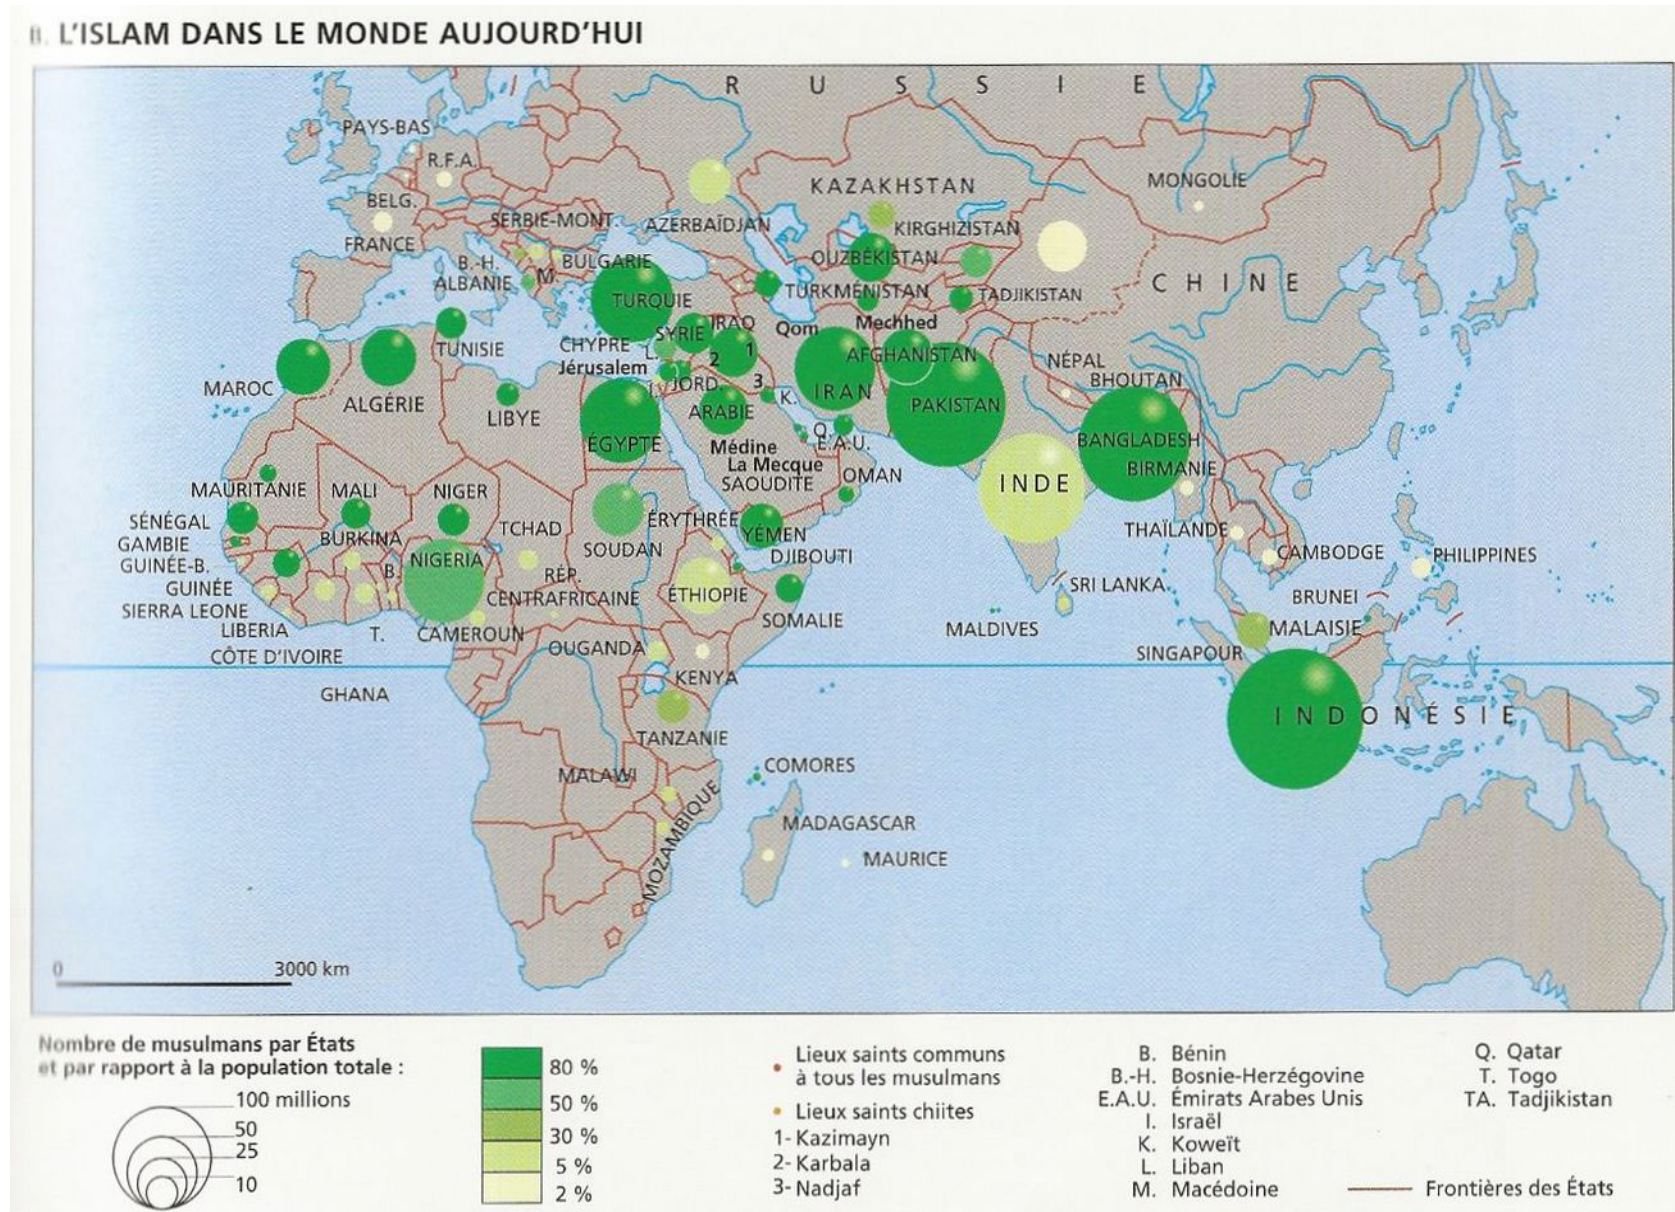 B. L'ISLAM DANS LE MONDE AUJOURD'HUI
RUSSIE
PAYS-BAS
R.F.A.
BELG.
FRANCE
SERBIE-MONT.
AZERBAÏDJAN
KAZAKHSTAN
KIRGHIZISTAN
MONGOLIE
B.-H.
BULGARIE
ALBANIE
M.
OUZBÉKISTAN
CHINE
TURQUIE
TURKMÉNISTAN
TADJIKISTAN
TUNISIE
CHYPRE
SYRIE
IRAQ
Qom
Mechhed
L.
2
1
AFGHANISTAN
NÉPAL
BHOUTAN
MAROC
ALGÉRIE
Jérusalem
I.
JORD.
3
K.
IRAN
PAKISTAN
LIBYE
ÉGYPTE
ARABIE
Q.
E.A.U.
BANGLADESH
BIRMANIE
Médine
La Mecque
SAOUDITE
OMAN
INDE
MAURITANIE
MALI
NIGER
SÉNÉGAL
GAMBIE
GUINÉE-B.
GUINÉE
SIERRA LEONE
LIBERIA
CÔTE D'IVOIRE
GHANA
BURKINA
T.
B.
NIGERIA
CAMEROUN
TCHAD
RÉP.
CENTRAFRICAINE
SOUDAN
ÉRYTHRÉE
YÉMEN
DJIBOUTI
ÉTHIOPIE
SOMALIE
OUGANDA
KENYA
TANZANIE
MALAWI
MOZAMBIQUE
COMORES
MADAGASCAR
MAURICE
MALDIVES
SRI LANKA
THAÏLANDE
CAMBODGE
PHILIPPINES
BRUNEI
MALAISIE
SINGAPOUR
INDONÉSIE
0
3000 km
Nombre de musulmans par États
et par rapport à la population totale :
100 millions
50
25
10
80 %
50 %
30 %
5 %
2 %
Lieux saints communs
à tous les musulmans
Lieux saints chiites
1- Kazimayn
2- Karbala
3- Nadjaf
B. Bénin
B.-H. Bosnie-Herzégovine
E.A.U. Émirats Arabes Unis
I. Israël
K. Koweït
L. Liban
M. Macédoine
Q. Qatar
T. Togo
TA. Tadjikistan
Frontières des États